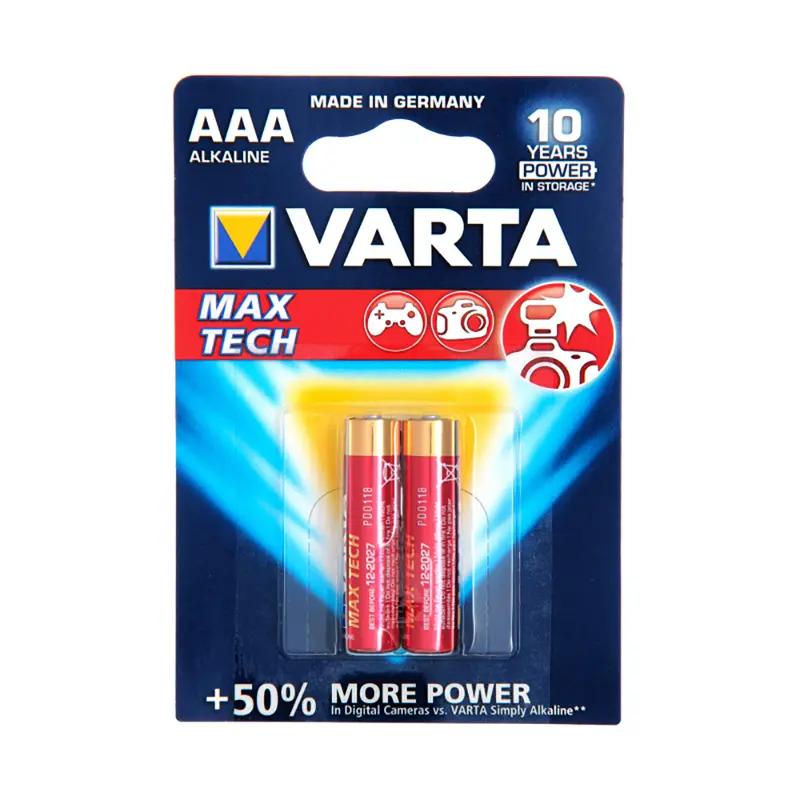 MADE IN GERMANY
AAA
ALKALINE
10
YEARS
POWER
IN STORAGE*
VARTA
MAX
TECH
PD0118
MAX TECH
BEST BEFORE 12-2027
PD0118
MAX TECH
BEST BEFORE 12-2027
+50% MORE POWER
In Digital Cameras vs. VARTA Simply Alkaline**